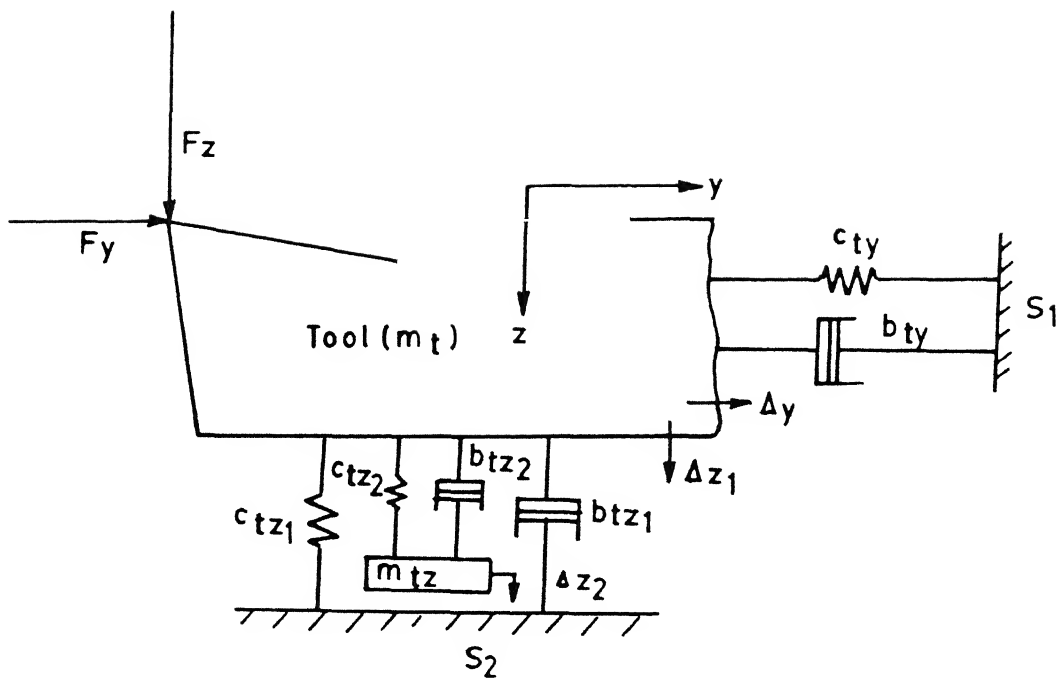 Fz
Fy
y
z
Tool (mt)
cty
bty
S1
Δy
Δz1
ctz1
ctz2
btz2
btz1
mtz
Δz2
S2